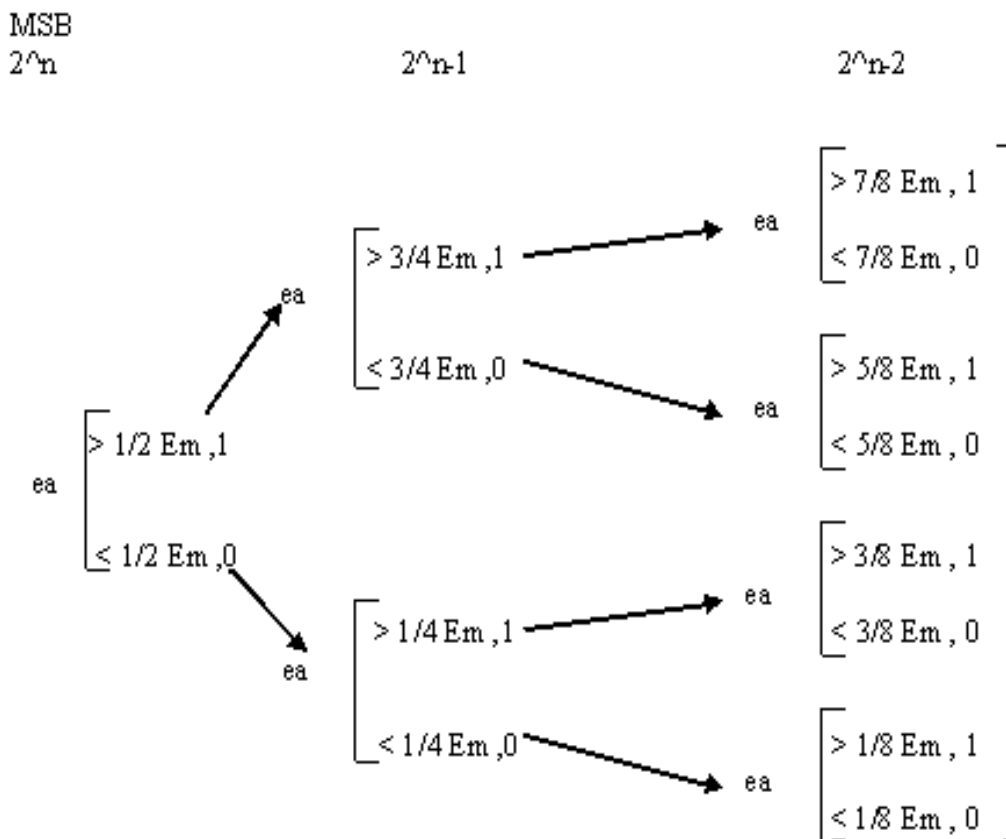 MSB
2^n
2^n-1
2^n-2
ea
> 1/2 Em ,1
< 1/2 Em ,0
ea
> 3/4 Em ,1
< 3/4 Em ,0
ea
> 1/4 Em ,1
< 1/4 Em ,0
ea
> 7/8 Em , 1
< 7/8 Em , 0
ea
> 5/8 Em , 1
< 5/8 Em , 0
ea
> 3/8 Em , 1
< 3/8 Em , 0
ea
> 1/8 Em , 1
< 1/8 Em , 0